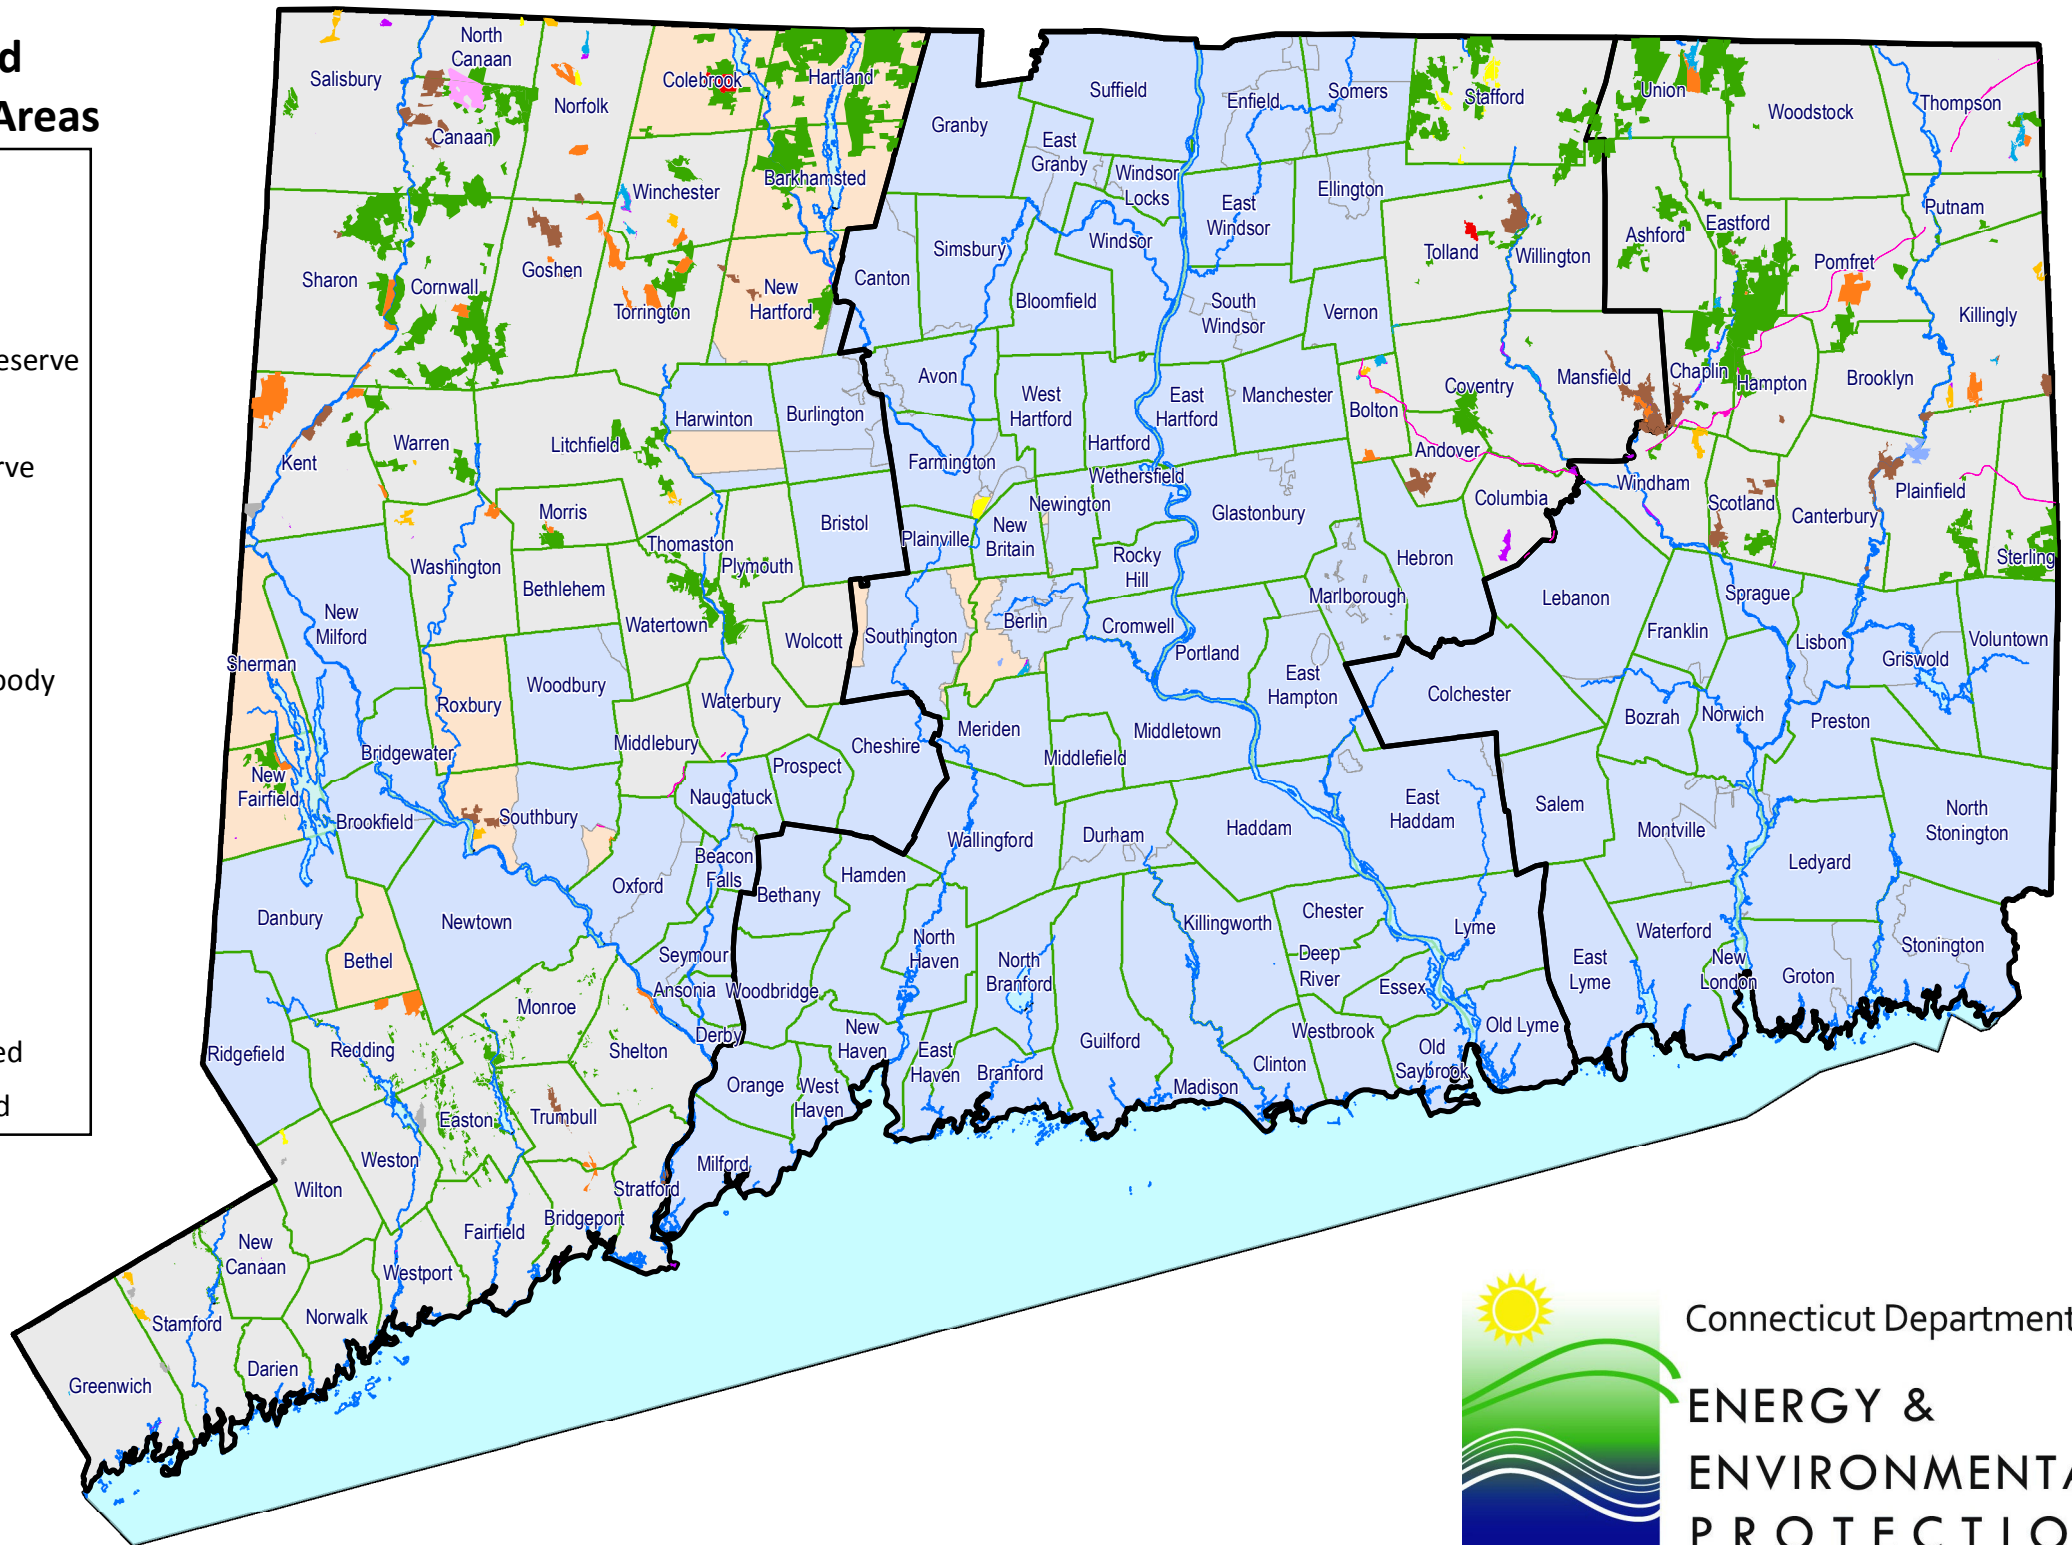 d
Areas
eserve
rve
body
ed
d
Salisbury
North
Canaan
Canaan
Norfolk
Colebrook
Hartland
Granby
Suffield
East
Granby
Windsor
Locks
Enfield
Somers
Stafford
Union
Woodstock
Thompson
Winchester
Barkhamsted
East
Windsor
Ellington
Tolland
Willington
Ashford
Eastford
Putnam
Pomfret
Sharon
Cornwall
Goshen
Torrington
New
Hartford
Canton
Simsbury
Windsor
Bloomfield
South
Windsor
Vernon
Killingly
Kent
Warren
Litchfield
Harwinton
Burlington
Avon
West
Hartford
Farmington
Hartford
East
Hartford
Manchester
Bolton
Coventry
Andover
Mansfield
Chaplin
Hampton
Brooklyn
Wethersfield
Newington
Glastonbury
Columbia
Windham
Scotland
Canterbury
Plainfield
Sterling
Morris
Bristol
Plainville
New
Britain
Rocky
Hill
Hebron
Washington
Bethlehem
Thomaston
Plymouth
Watertown
Wolcott
Southington
Berlin
Cromwell
Portland
Marlborough
Lebanon
Franklin
Sprague
Lisbon
Griswold
Voluntown
New
Milford
Sherman
Roxbury
Woodbury
Waterbury
Middlebury
Cheshire
Prospect
Meriden
Middlefield
Middletown
East
Hampton
Colchester
Bozrah
Norwich
Preston
Bridgewater
New
Fairfield
Brookfield
Southbury
Naugatuck
Beacon
Falls
Oxford
Bethany
Hamden
Wallingford
Durham
Haddam
East
Haddam
Salem
Montville
Ledyard
North
Stonington
Danbury
Bethel
Newtown
Seymour
Ansonia
Woodbridge
North
Haven
North
Branford
Killingworth
Chester
Deep
River
Essex
Lyme
East
Lyme
Waterford
New
London
Groton
Stonington
Ridgefield
Redding
Monroe
Shelton
Derby
Orange
New
Haven
West
Haven
East
Haven
Branford
Guilford
Madison
Clinton
Westbrook
Old
Saybrook
Old Lyme
Easton
Trumbull
Weston
Wilton
Milford
Stratford
Bridgeport
Fairfield
New
Canaan
Westport
Norwalk
Stamford
Darien
Greenwich
Connecticut Department
ENERGY &
ENVIRONMENTA
PROTECTIO